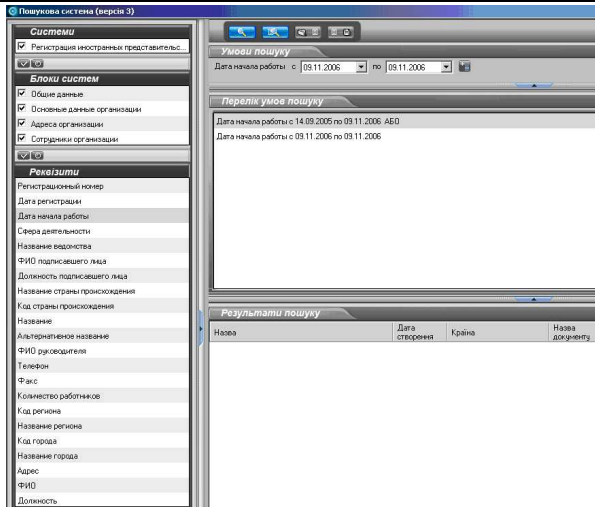 Пошукова система (версія 3)
Системи
Регистрация иностранных представительс...
Блоки систем
Общие данные
Основные данные организации
Адреса организации
Сотрудники организации
Реквізити
Регистрационный номер
Дата регистрации
Дата начала работы
Сфера деятельности
Название ведомства
ФИО подписавшего лица
Должность подписавшего лица
Название страны происхождения
Код страны происхождения
Название
Альтернативное название
ФИО руководителя
Телефон
Факс
Количество работников
Код региона
Название региона
Код города
Название города
Адрес
ФИО
Должность
Умови пошуку
Дата начала работы с 09.11.2006 по 09.11.2006
Перелік умов пошуку
Дата начала работы с 14.09.2005 по 09.11.2006 АБО
Дата начала работы с 09.11.2006 по 09.11.2006
Результати пошуку
Назва Дата створення Країна Назва документу